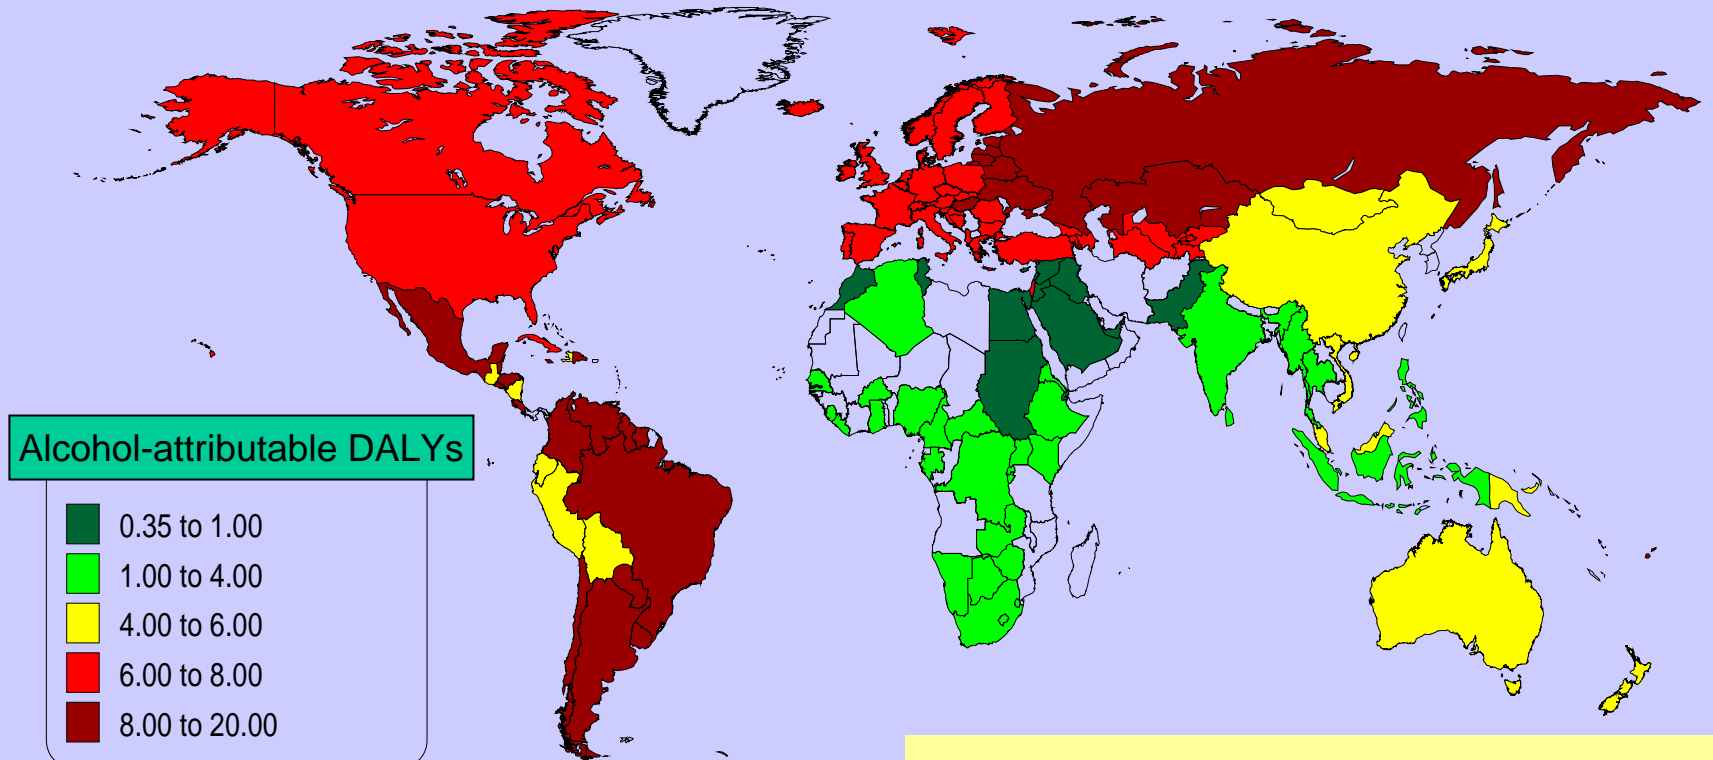 Alcohol-attributable DALYs
0.35 to 1.00
1.00 to 4.00
4.00 to 6.00
6.00 to 8.00
8.00 to 20.00